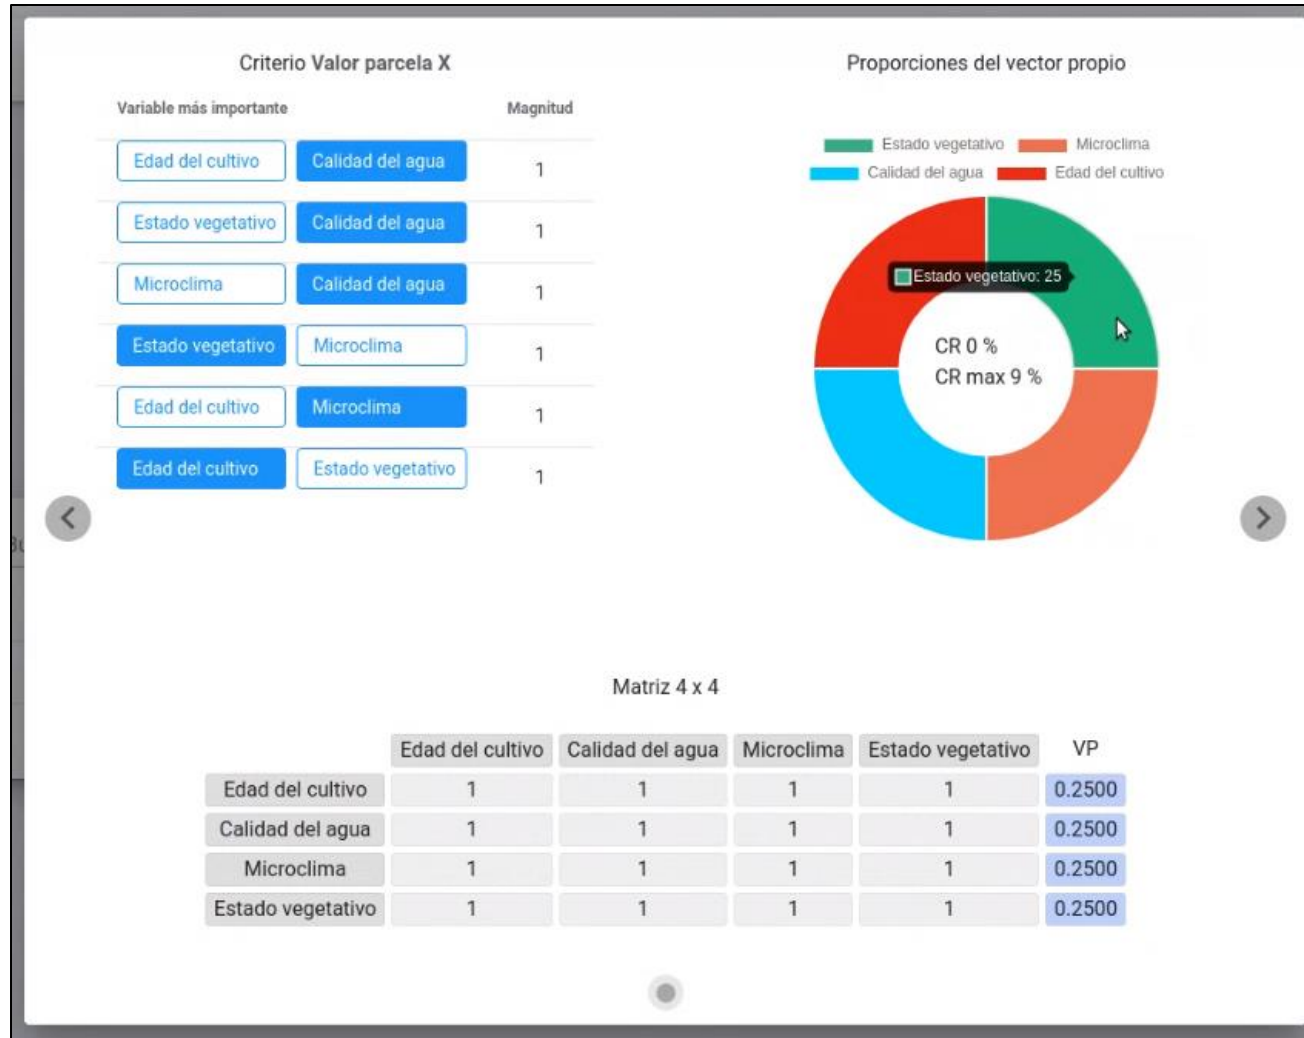 Criterio Valor parcela X
Variable más importante Magnitud
Edad del cultivo Calidad del agua 1
Estado vegetativo Calidad del agua 1
Microclima Calidad del agua 1
Estado vegetativo Microclima 1
Edad del cultivo Microclima 1
Edad del cultivo Estado vegetativo 1
Proporciones del vector propio
Estado vegetativo Microclima
Calidad del agua Edad del cultivo
Estado vegetativo: 25
CR 0 %
CR max 9 %
Matriz 4 x 4
Edad del cultivo Calidad del agua Microclima Estado vegetativo VP
Edad del cultivo 1 1 1 1 0.2500
Calidad del agua 1 1 1 1 0.2500
Microclima 1 1 1 1 0.2500
Estado vegetativo 1 1 1 1 0.2500